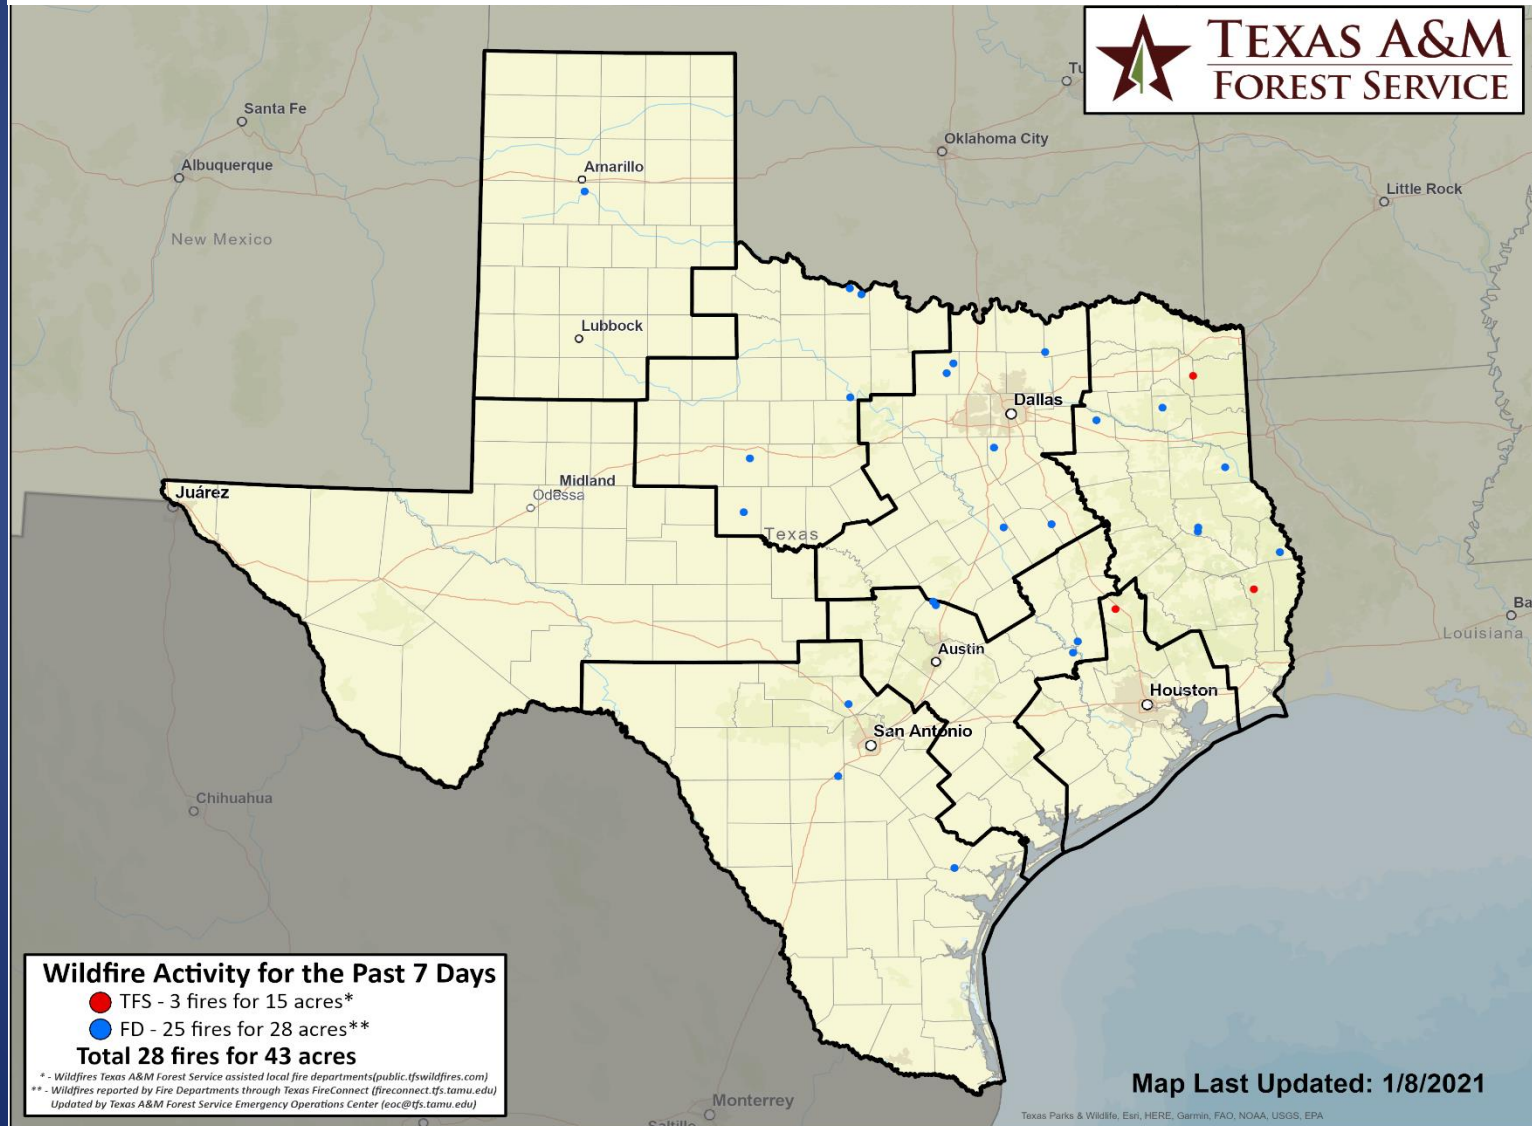 TEXAS A&M
FOREST SERVICE
Santa Fe
Oklahoma City
Albuquerque
Amarillo
Little Rock
New Mexico
Lubbock
Dallas
Midland
Odessa
Juárez
Texas
Ba
Louisiana
Austin
Houston
San Antonio
Chihuahua
Wildfire Activity for the Past 7 Days
TFS - 3 fires for 15 acres*
FD - 25 fires for 28 acres**
Total 28 fires for 43 acres
* - Wildfires Texas A&M Forest Service assisted local fire departments(public.tfswildfires.com)
** - Wildfires reported by Fire Departments through Texas FireConnect (fireconnect.tfs.tamu.edu)
Updated by Texas A&M Forest Service Emergency Operations Center (eoc@tfs.tamu.edu)
Map Last Updated: 1/8/2021
Monterrey
Texas Parks & Wildlife, Esri, HERE, Garmin, FAO, NOAA, USGS, EPA